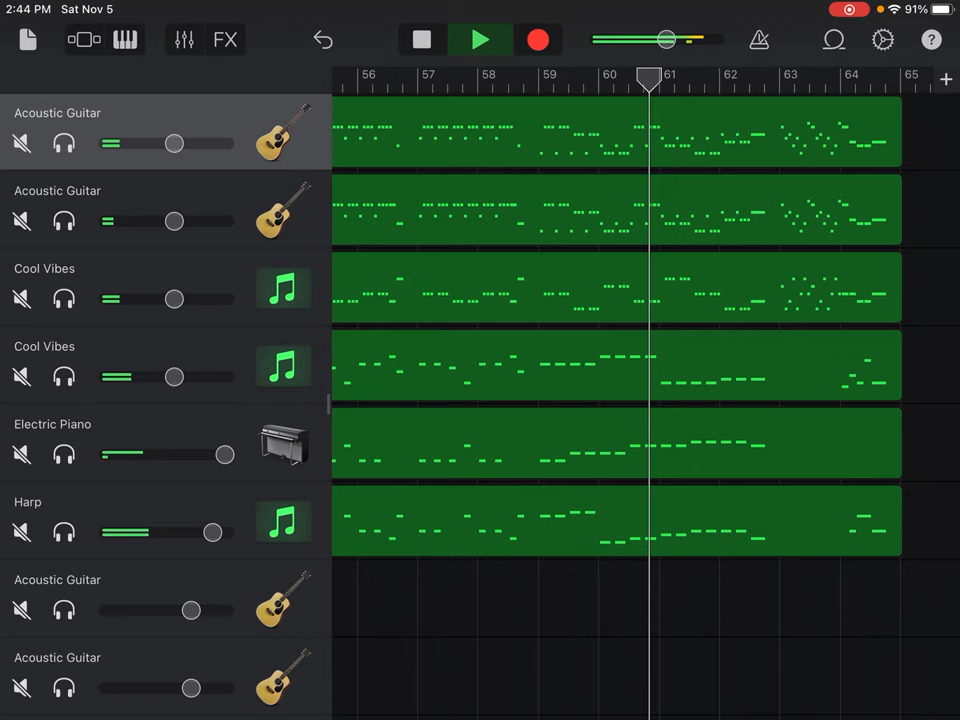 2:44 PM Sat Nov 5
91%
FX
?
56 57 58 59 60 61 62 63 64 65 +
Acoustic Guitar
Acoustic Guitar
Cool Vibes
Cool Vibes
Electric Piano
Harp
Acoustic Guitar
Acoustic Guitar